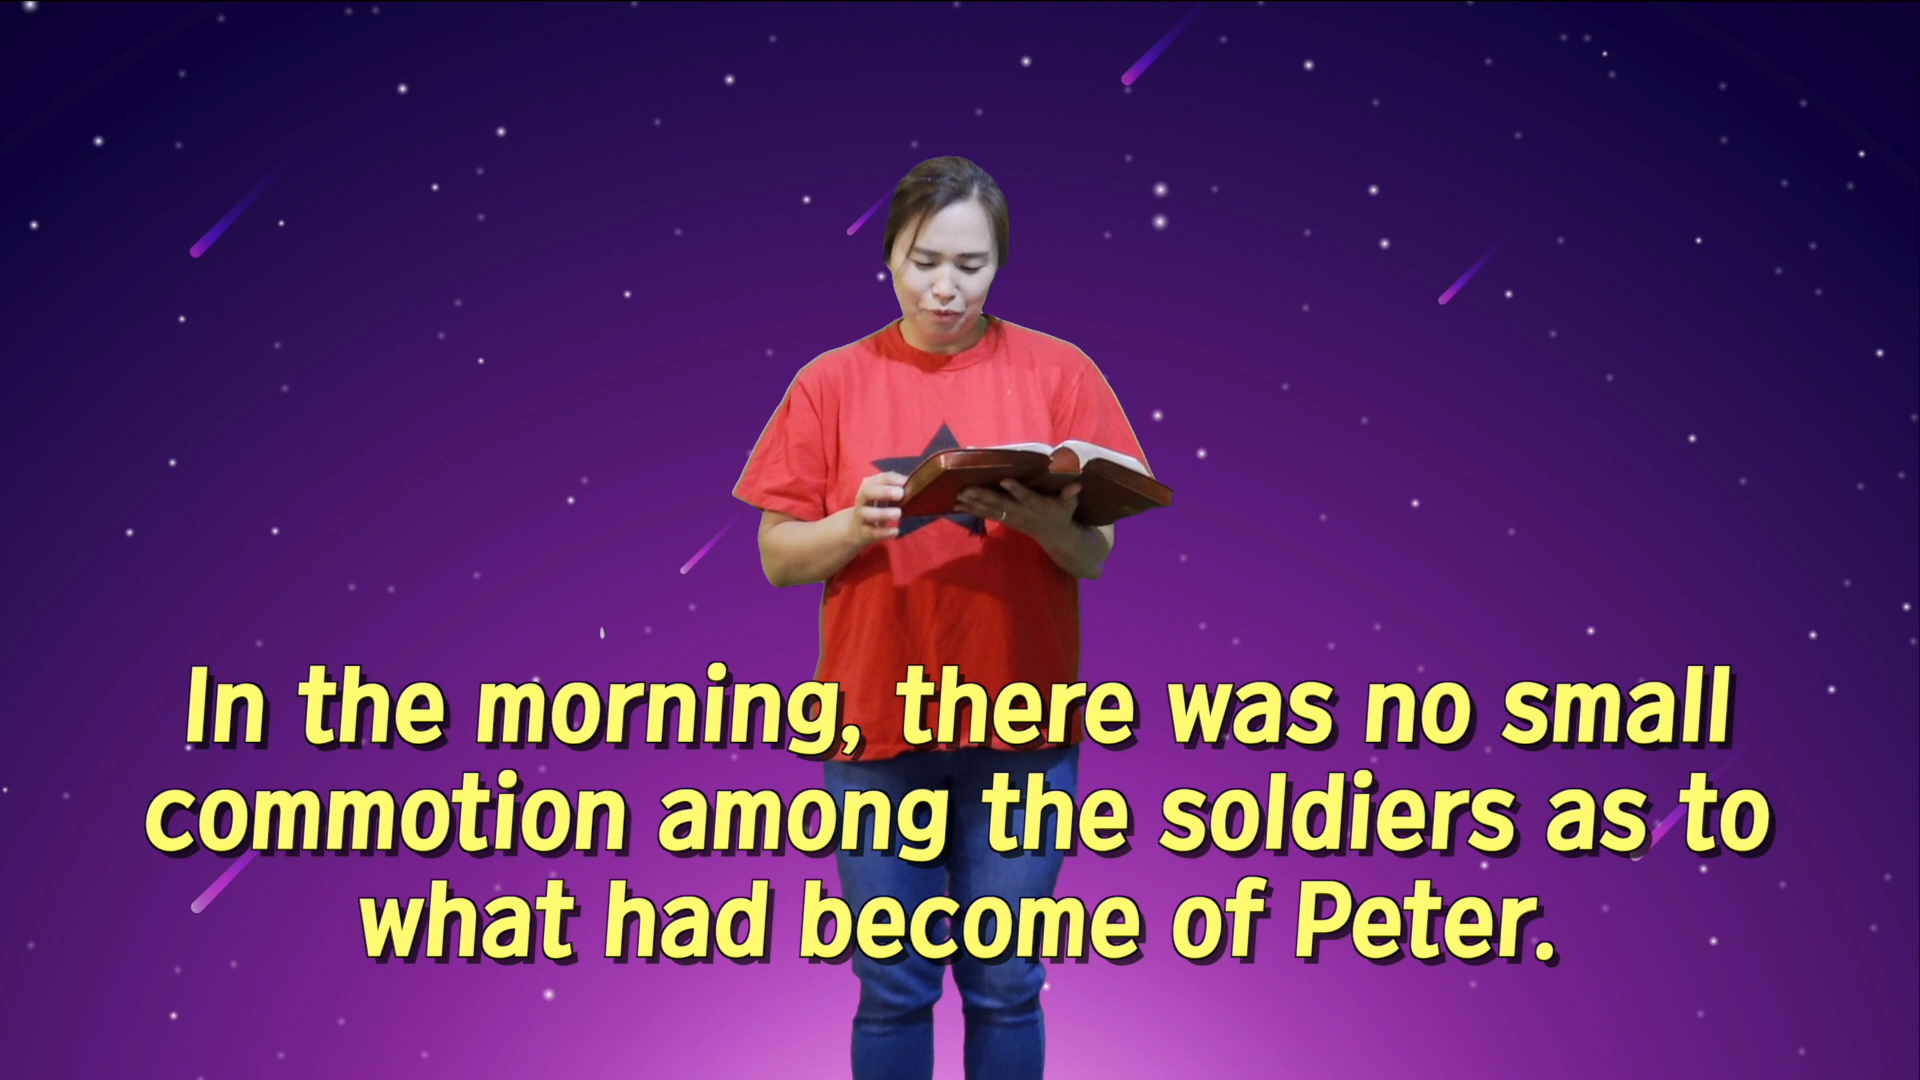 In the morning, there was no small
commotion among the soldiers as to
what had become of Peter.